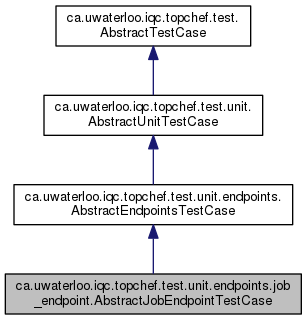 ca.uwaterloo.iqc.topchef.test.
AbstractTestCase
ca.uwaterloo.iqc.topchef.test.unit.
AbstractUnitTestCase
ca.uwaterloo.iqc.topchef.test.unit.endpoints.
AbstractEndpointsTestCase
ca.uwaterloo.iqc.topchef.test.unit.endpoints.job
_endpoint.AbstractJobEndpointTestCase